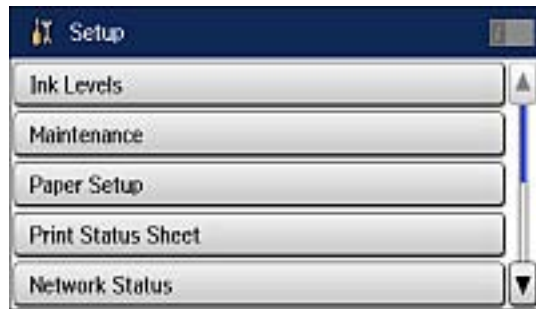 Setup
Ink Levels
Maintenance
Paper Setup
Print Status Sheet
Network Status